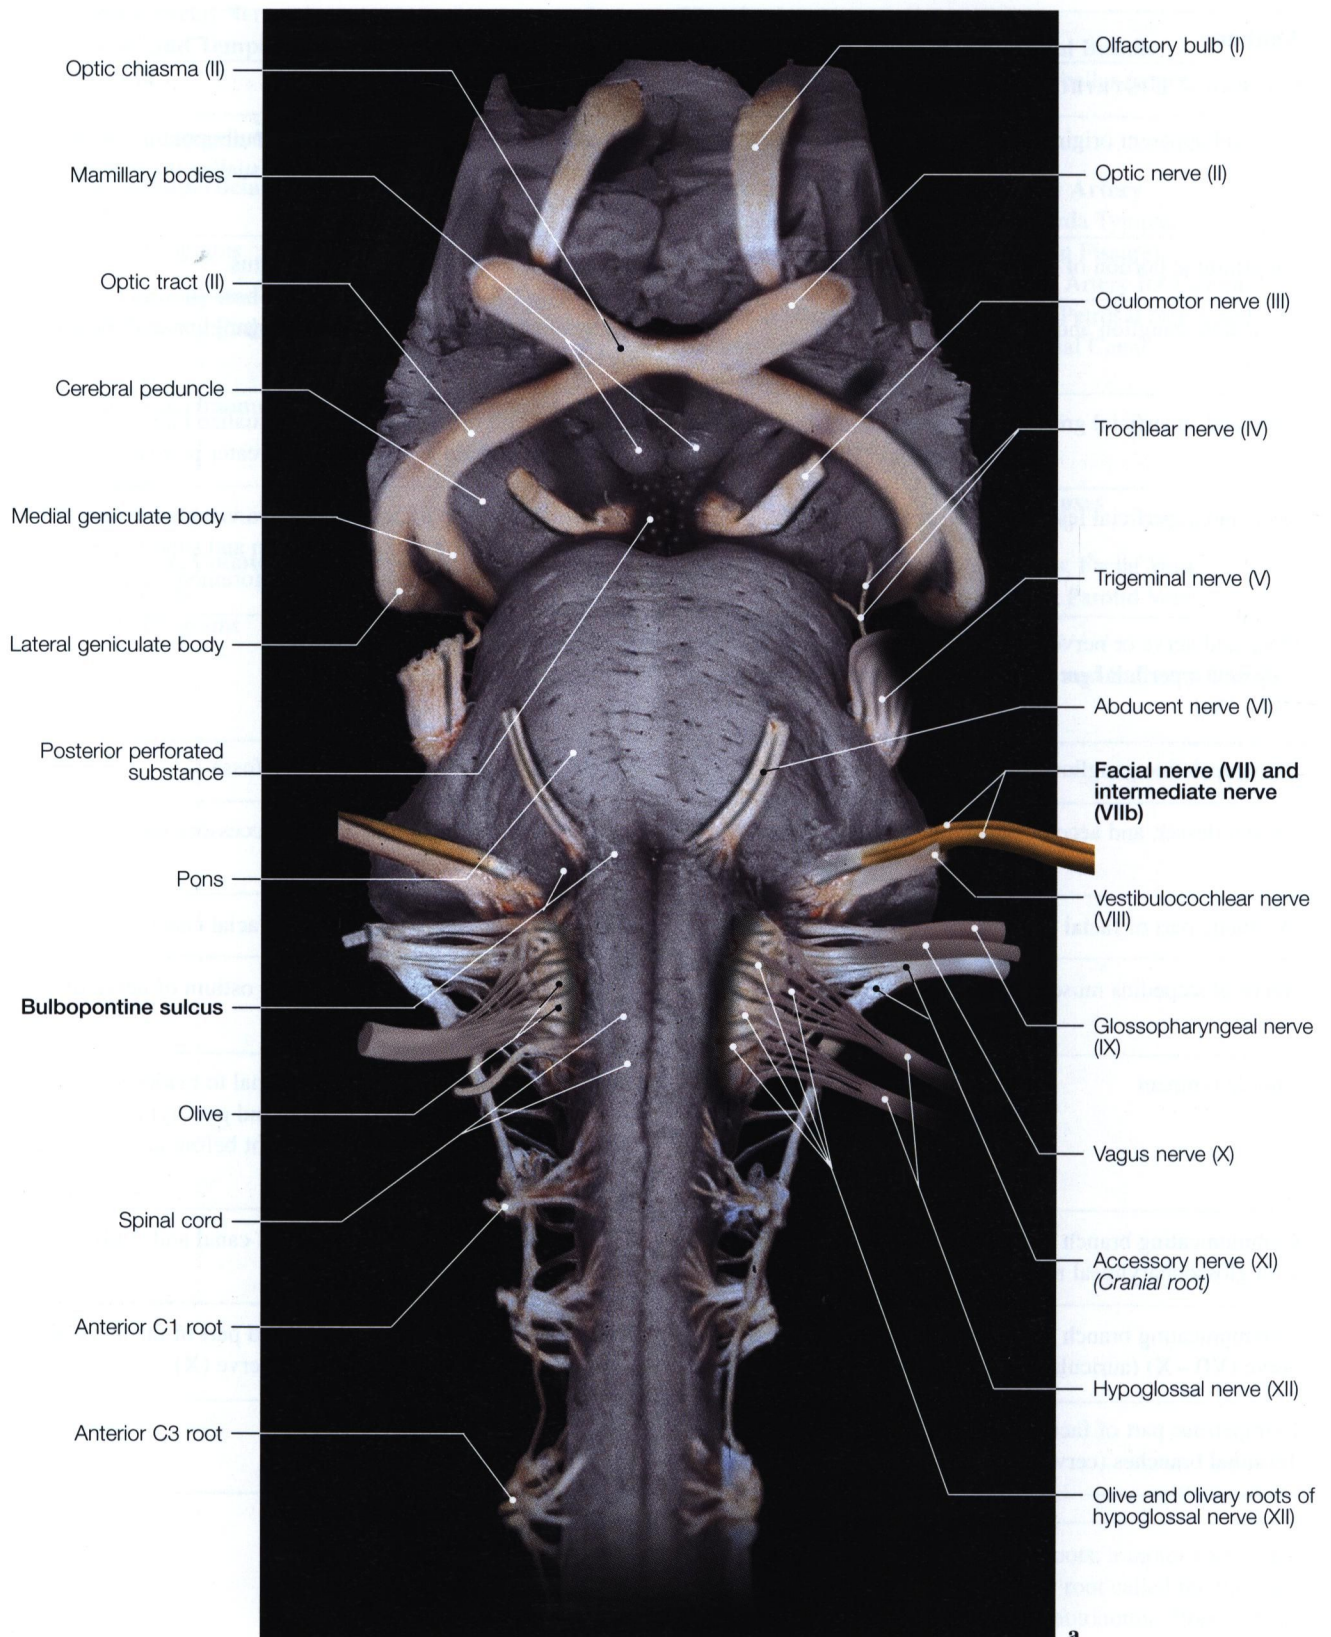 Optic chiasma (II)
Mamillary bodies
Optic tract (II)
Cerebral peduncle
Medial geniculate body
Lateral geniculate body
Posterior perforated
substance
Pons
Bulbopontine sulcus
Olive
Spinal cord
Anterior C1 root
Anterior C3 root
Olfactory bulb (I)
Optic nerve (II)
Oculomotor nerve (III)
Trochlear nerve (IV)
Trigeminal nerve (V)
Abducent nerve (VI)
Facial nerve (VII) and
intermediate nerve
(VIIb)
Vestibulocochlear nerve
(VIII)
Glossopharyngeal nerve
(IX)
Vagus nerve (X)
Accessory nerve (XI)
(Cranial root)
Hypoglossal nerve (XII)
Olive and olivary roots of
hypoglossal nerve (XII)
a